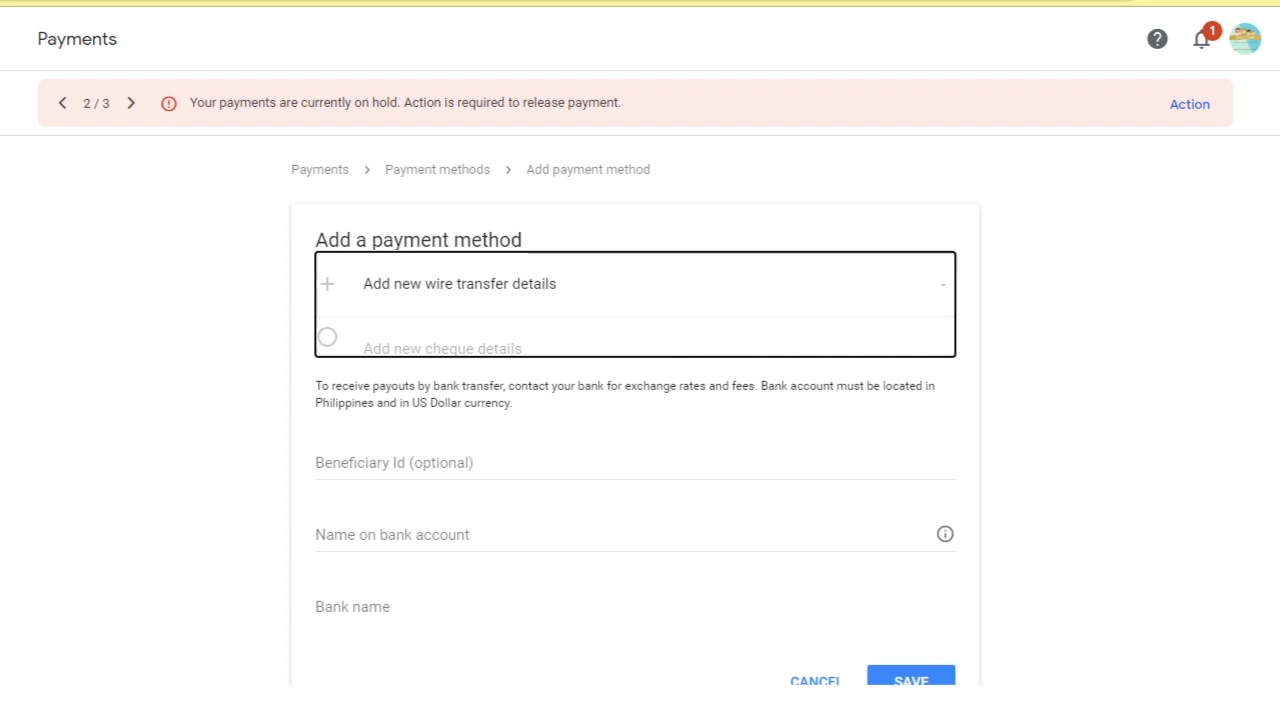 Payments
1
2 / 3
Your payments are currently on hold. Action is required to release payment.
Action
Payments > Payment methods > Add payment method
Add a payment method
Add new wire transfer details
Add new cheque details
To receive payouts by bank transfer, contact your bank for exchange rates and fees. Bank account must be located in
Philippines and in US Dollar currency.
Beneficiary Id (optional)
Name on bank account
Bank name
CANCEL SAVE